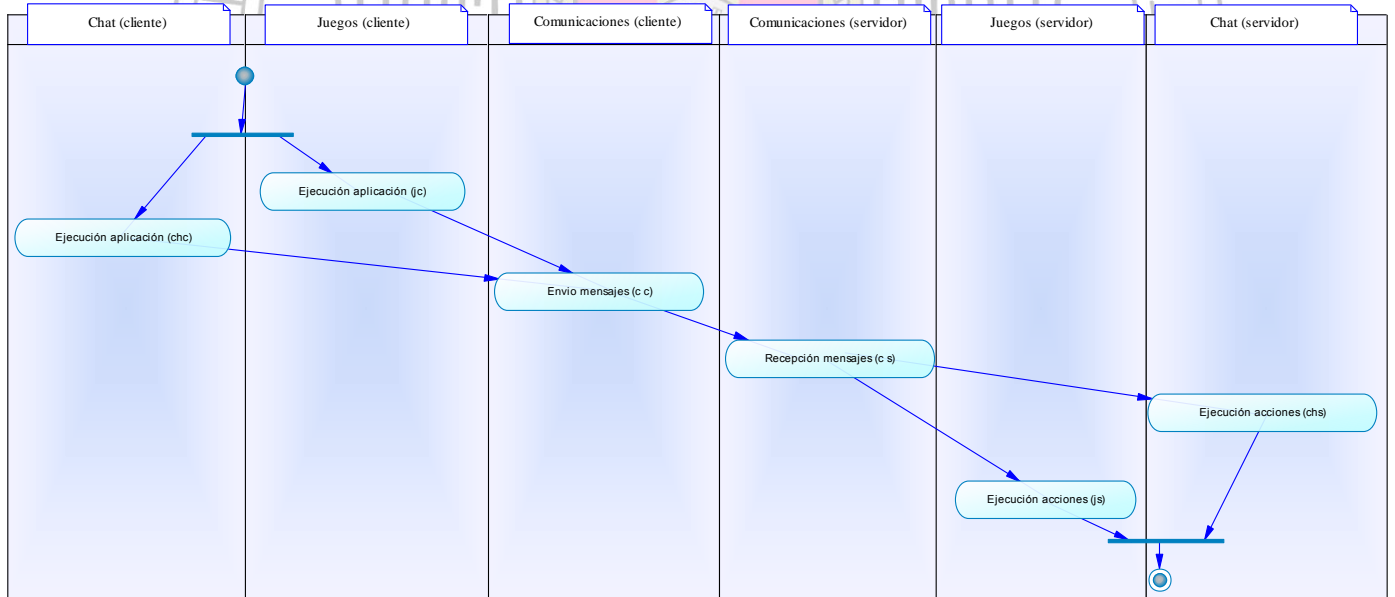 Chat (cliente)
Juegos (cliente)
Comunicaciones (cliente)
Comunicaciones (servidor)
Juegos (servidor)
Chat (servidor)
Ejecución aplicación (jc)
Ejecución aplicación (chc)
Envio mensajes (c c)
Recepción mensajes (c s)
Ejecución acciones (chs)
Ejecución acciones (js)